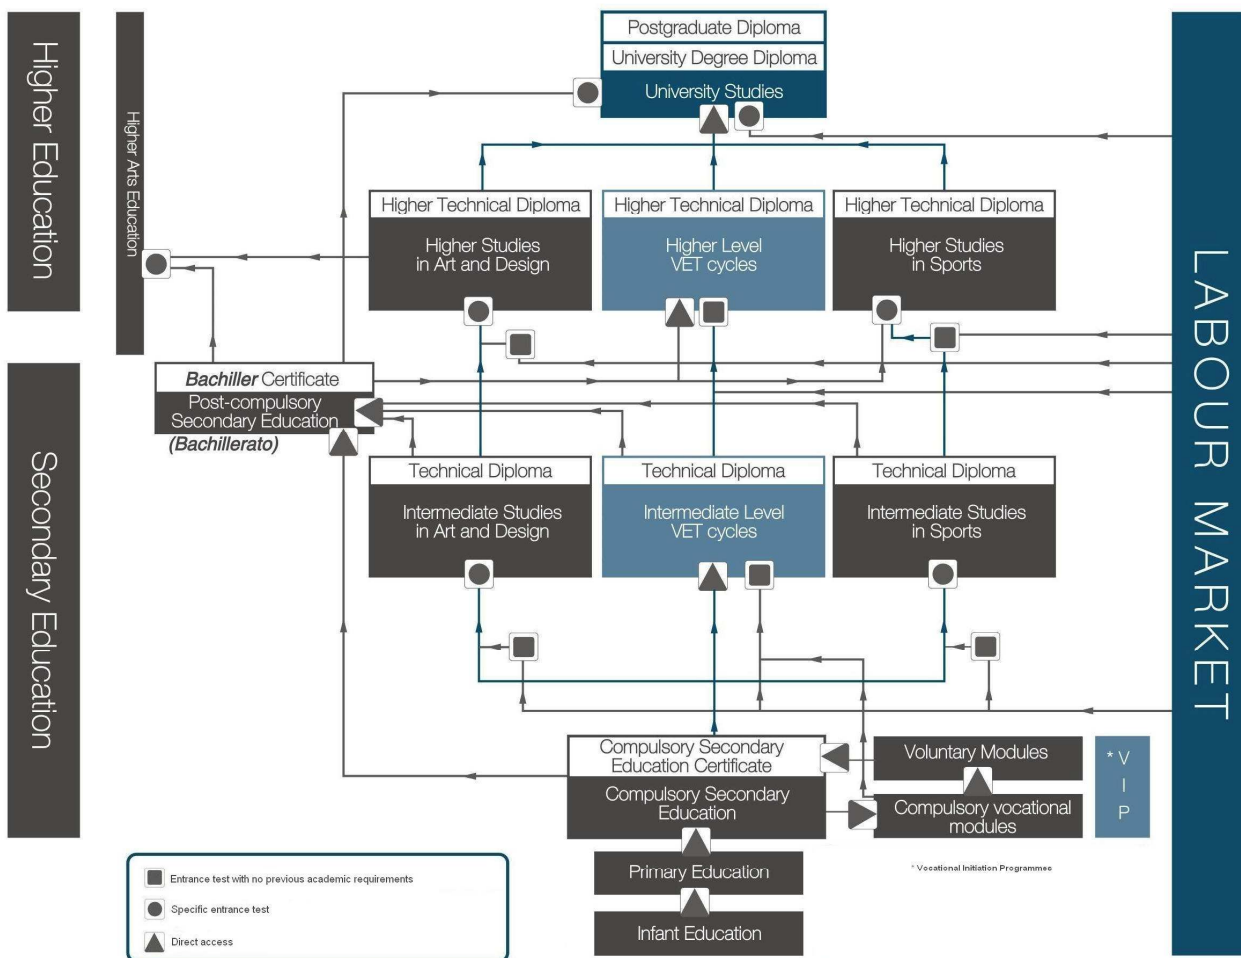 Higher Education
Higher Arts Education
Postgraduate Diploma
University Degree Diploma
University Studies
Higher Technical Diploma
Higher Studies
in Art and Design
Higher Technical Diploma
Higher Level
VET cycles
Higher Technical Diploma
Higher Studies
in Sports
LABOUR MARKET
Secondary Education
Bachiller Certificate
Post-compulsory
Secondary Education
(Bachillerato)
Technical Diploma
Intermediate Studies
in Art and Design
Technical Diploma
Intermediate Level
VET cycles
Technical Diploma
Intermediate Studies
in Sports
Compulsory Secondary
Education Certificate
Compulsory Secondary
Education
Voluntary Modules
Compulsory vocational
modules
* V
I
P
Primary Education
Infant Education
* Vocational Initiation Programmes
Entrance test with no previous academic requirements
Specific entrance test
Direct access